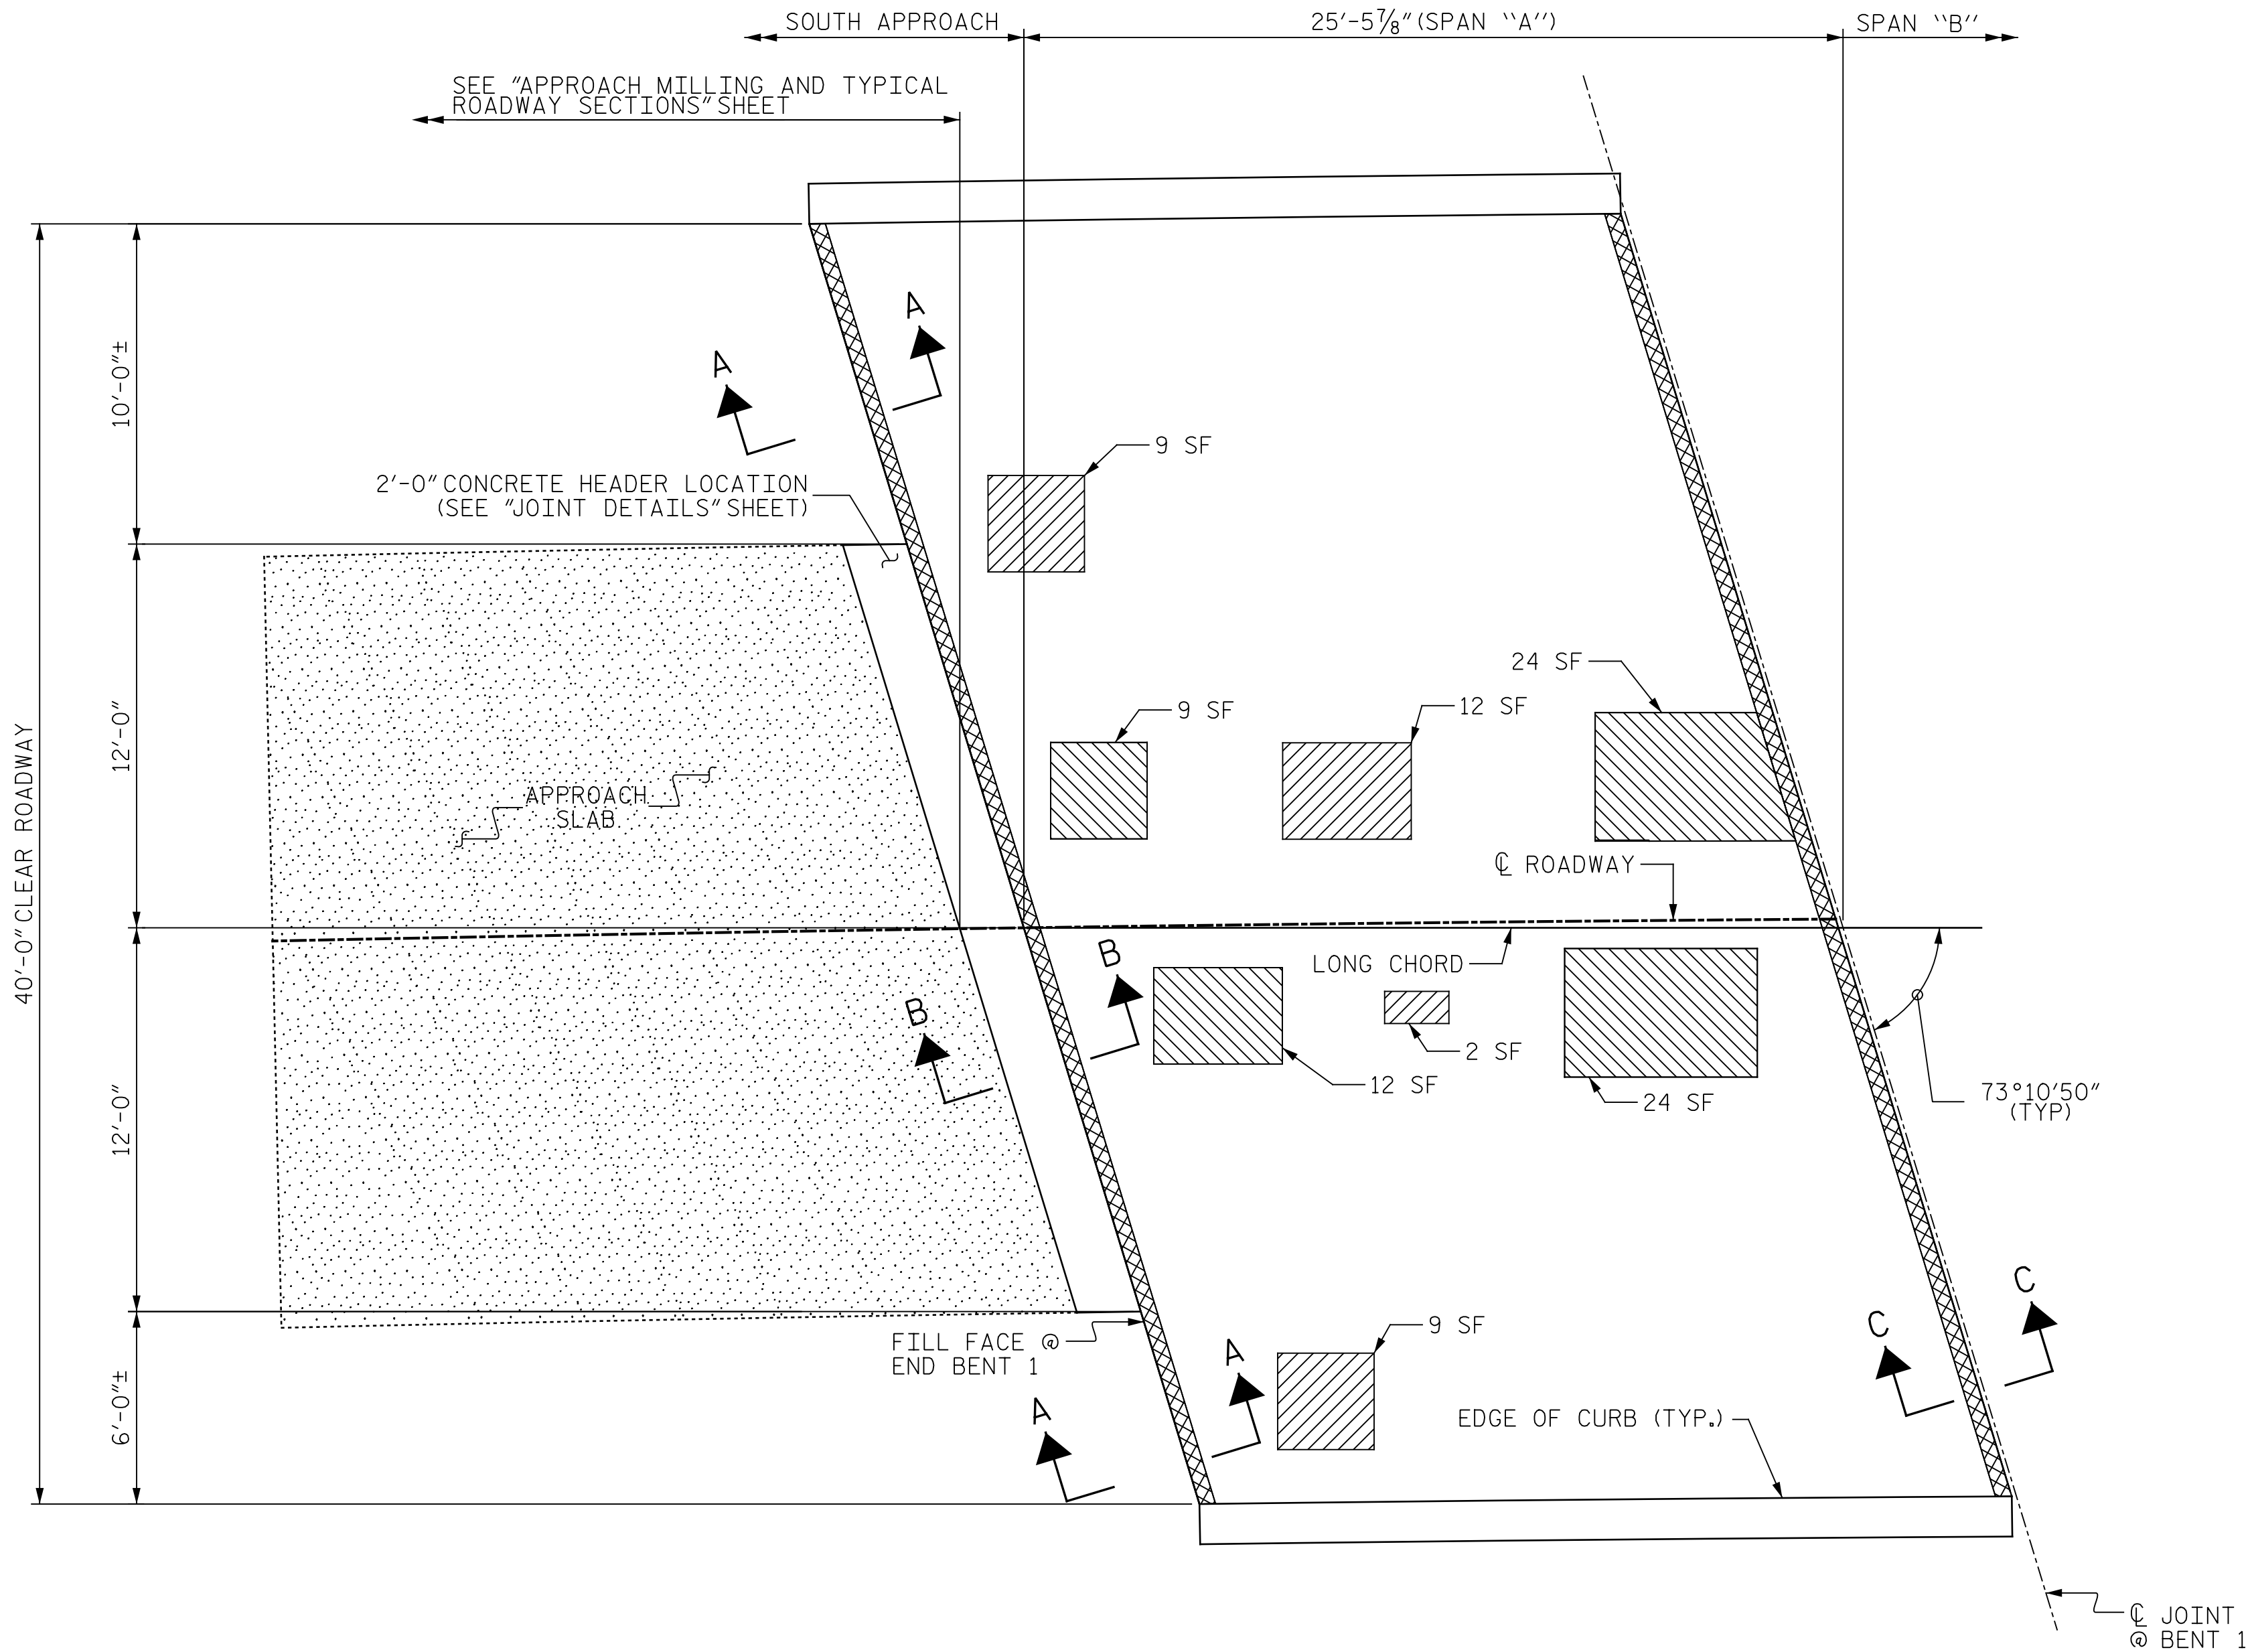 SOUTH APPROACH
25'-5⅞" (SPAN "A")
SPAN "B"
SEE "APPROACH MILLING AND TYPICAL
ROADWAY SECTIONS" SHEET
A
A
10'-0"±
9 SF
2'-0" CONCRETE HEADER LOCATION
(SEE "JOINT DETAILS" SHEET)
24 SF
9 SF
12 SF
12'-0"
40'-0" CLEAR ROADWAY
APPROACH
SLAB
℄ ROADWAY
B
LONG CHORD
B
2 SF
12 SF
24 SF
73°10'50"
(TYP)
12'-0"
C
C
9 SF
FILL FACE @
END BENT 1
A
A
6'-0"±
EDGE OF CURB (TYP.)
℄ JOINT
@ BENT 1